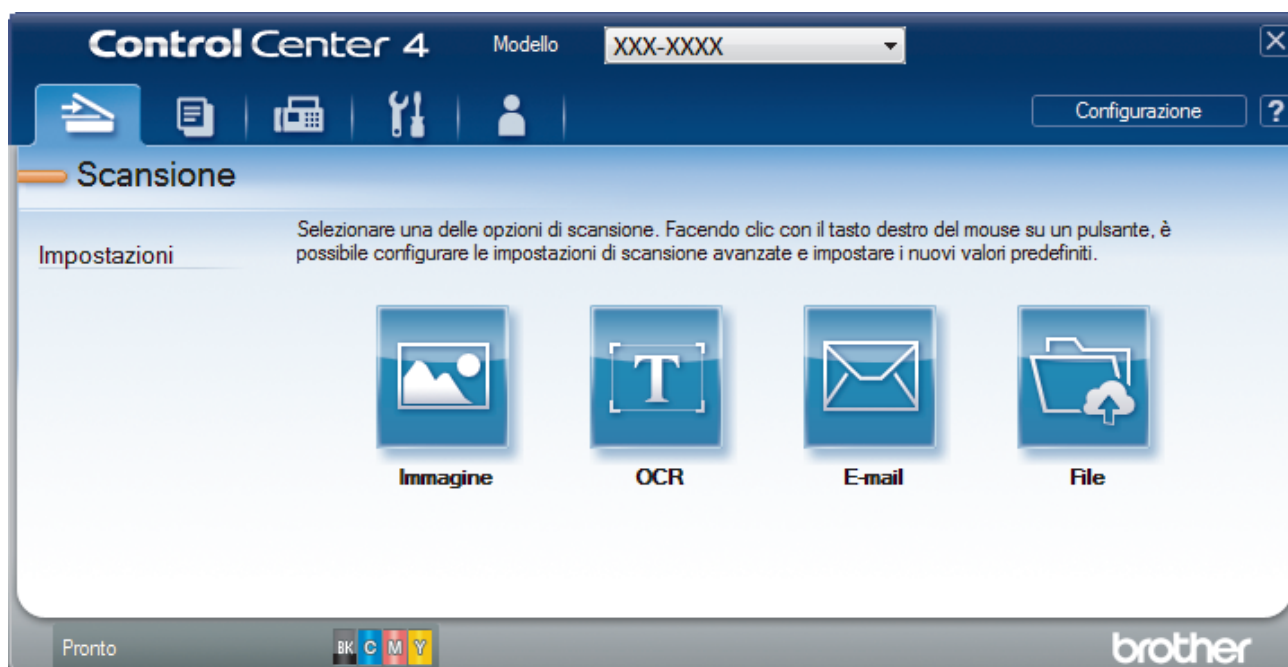 Control Center 4 Modello XXX-XXXX X
Configurazione ?
Scansione
Impostazioni
Selezionare una delle opzioni di scansione. Facendo clic con il tasto destro del mouse su un pulsante, è
possibile configurare le impostazioni di scansione avanzate e impostare i nuovi valori predefiniti.
T
Immagine OCR E-mail File
Pronto BK C M Y brother